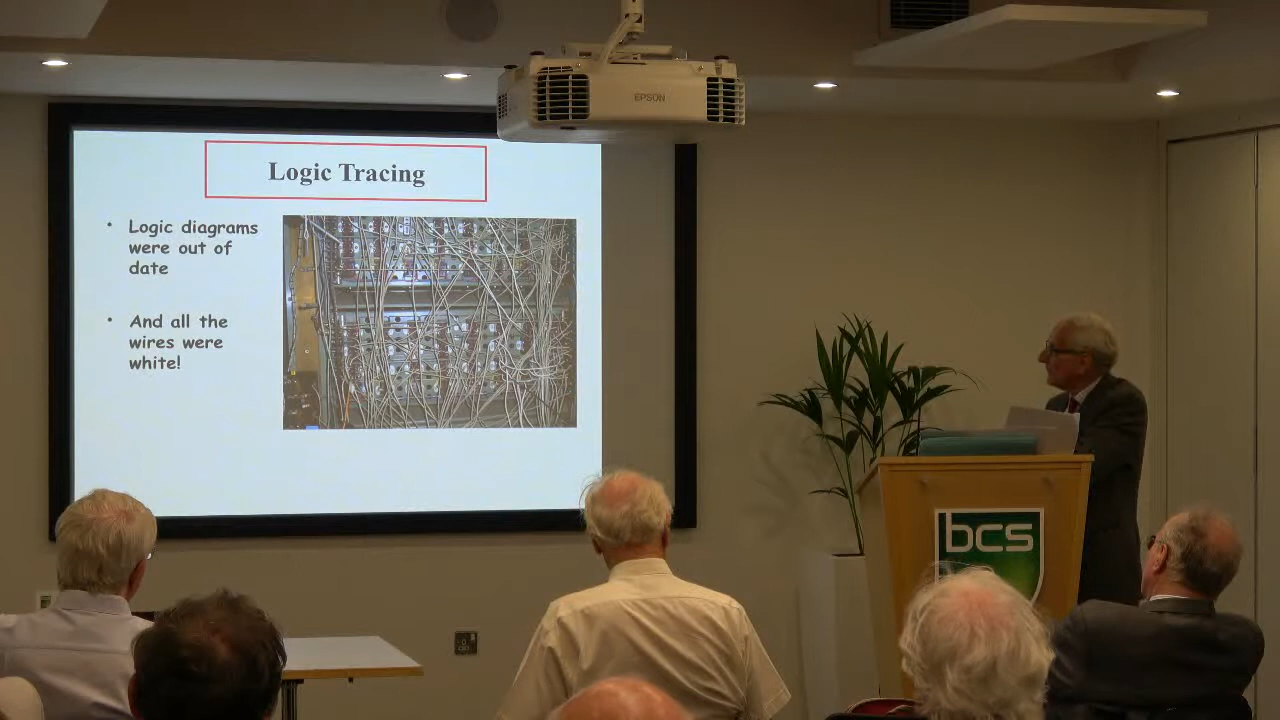 EPSON
Logic Tracing
• Logic diagrams
were out of
date
• And all the
wires were
white!
bcs